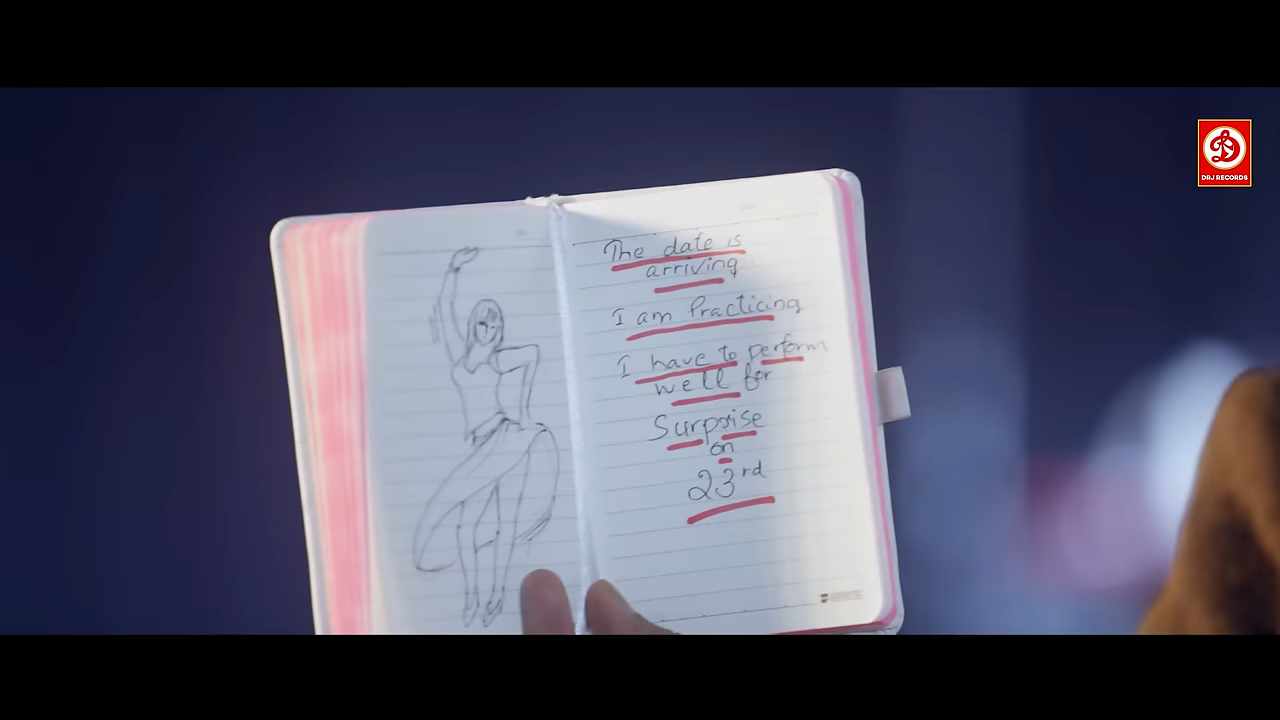 The date is
arriving
I am Practicing
I have to perform
well for
Surprise
on
23rd
DRJ RECORDS